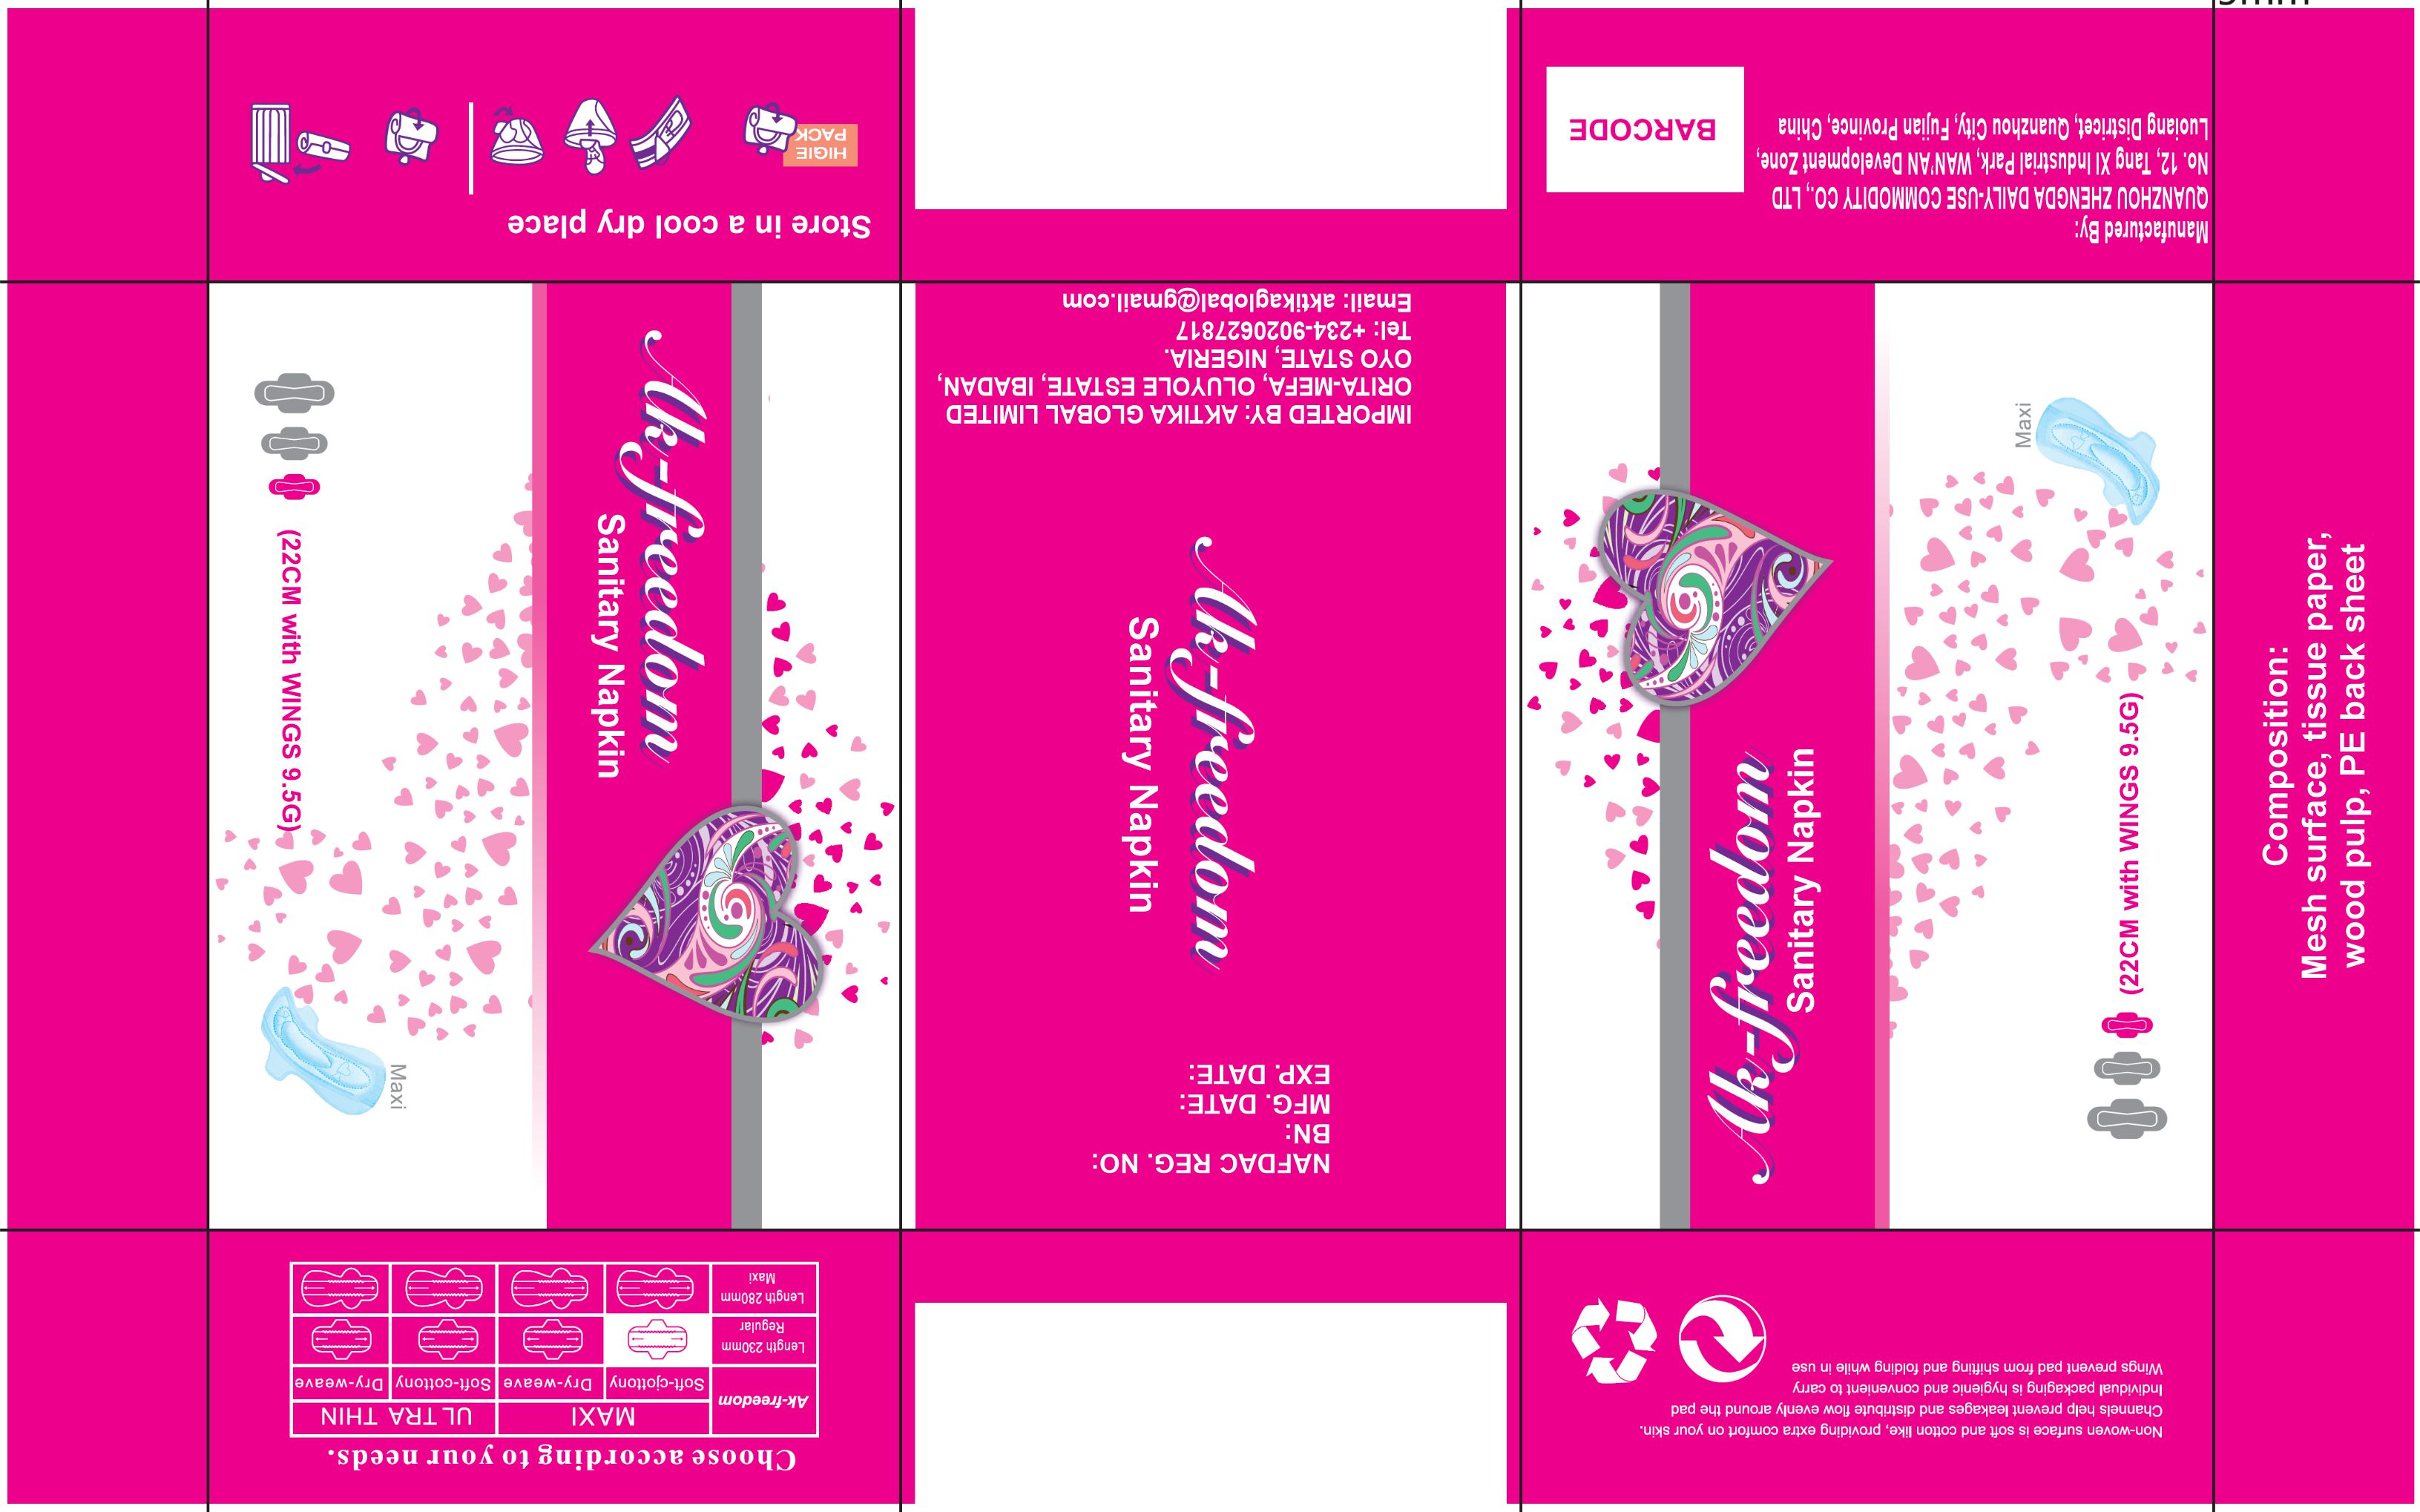 Store in a cool dry place
HIGIE
PACK
Manufactured By:
QUANZHOU ZHENGDA DAILY-USE COMMODITY CO., LTD
No. 12, Tang XI Industrial Park, WAN'AN Development Zone,
Luoiang Districet, Quanzhou City, Fujian Province, China
BARCODE
Ak-freedom
Sanitary Napkin
(22CM with WINGS 9.5G)
Maxi
IMPORTED BY: AKTIKA GLOBAL LIMITED
ORITA-MEFA, OLUYOLE ESTATE, IBADAN,
OYO STATE, NIGERIA.
Tel: +234-9020627817
Email: aktikaglobal@gmail.com
Ak-freedom
Sanitary Napkin
NAFDAC REG. NO:
BN:
MFG. DATE:
EXP. DATE:
Ak-freedom
Sanitary Napkin
(22CM with WINGS 9.5G)
Maxi
Composition:
Mesh surface, tissue paper,
wood pulp, PE back sheet
Choose according to your needs.
Ak-freedom
MAXI
ULTRA THIN
Soft-cjottony
Dry-weave
Soft-cottony
Dry-weave
Length 230mm
Regular
Length 280mm
Maxi
Non-woven surface is soft and cotton like, providing extra comfort on your skin.
Channels help prevent leakages and distribute flow evenly around the pad
Individual packaging is hygienic and convenient to carry
Wings prevent pad from shifting and folding while in use